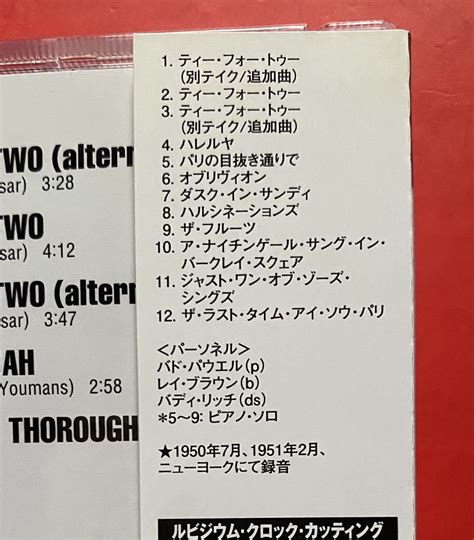 TWO (altern
sar) 3:28
TWO
sar) 4:12
TWO (altern
sar) 3:47
AH
Youmans) 2:58
THOROUGH
1. ティー・フォー・トゥー
(別テイク/追加曲)
2. ティー・フォー・トゥー
3. ティー・フォー・トゥー
(別テイク/追加曲)
4. ハレルヤ
5. パリの目抜き通りで
6. オブリヴィオン
7. ダスク・イン・サンディ
8. ハルシネーションズ
9. ザ・フルーツ
10. ア・ナイチンゲール・サング・イン・
バークレイ・スクェア
11. ジャスト・ワン・オブ・ゾーズ・
シングズ
12. ザ・ラスト・タイム・アイ・ソウ・パリ
<パーソネル>
バド・パウエル(p)
レイ・ブラウン(b)
バディ・リッチ(ds)
*5〜9: ピアノ・ソロ
★1950年7月、1951年2月、
ニューヨークにて録音
ルビジウム・クロック・カッティング